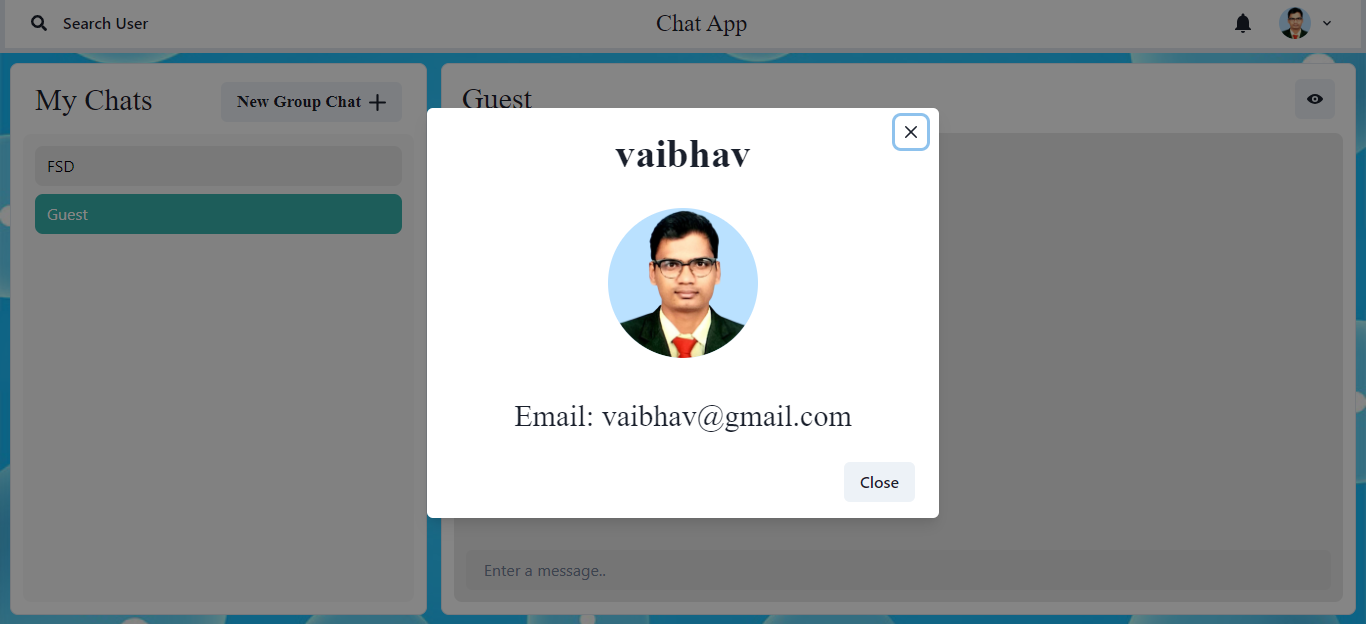 Search User
Chat App
My Chats
New Group Chat
FSD
Guest
Guest
vaibhav
Email: vaibhav@gmail.com
Close
Enter a message..